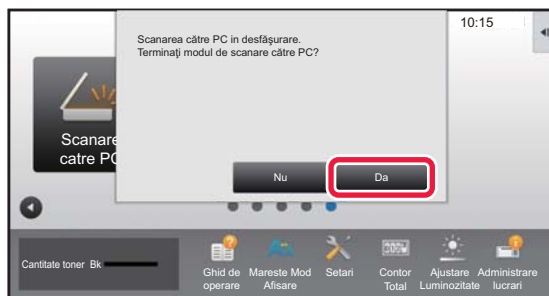 10:15
Scanarea către PC in desfăşurare.
Terminaţi modul de scanare către PC?
Scanare
catre PC
Nu
Da
Cantitate toner Bk
Ghid de
operare
Mareste Mod
Afisare
Setari
Contor
Total
Ajustare
Luminozitate
Administrare
lucrari